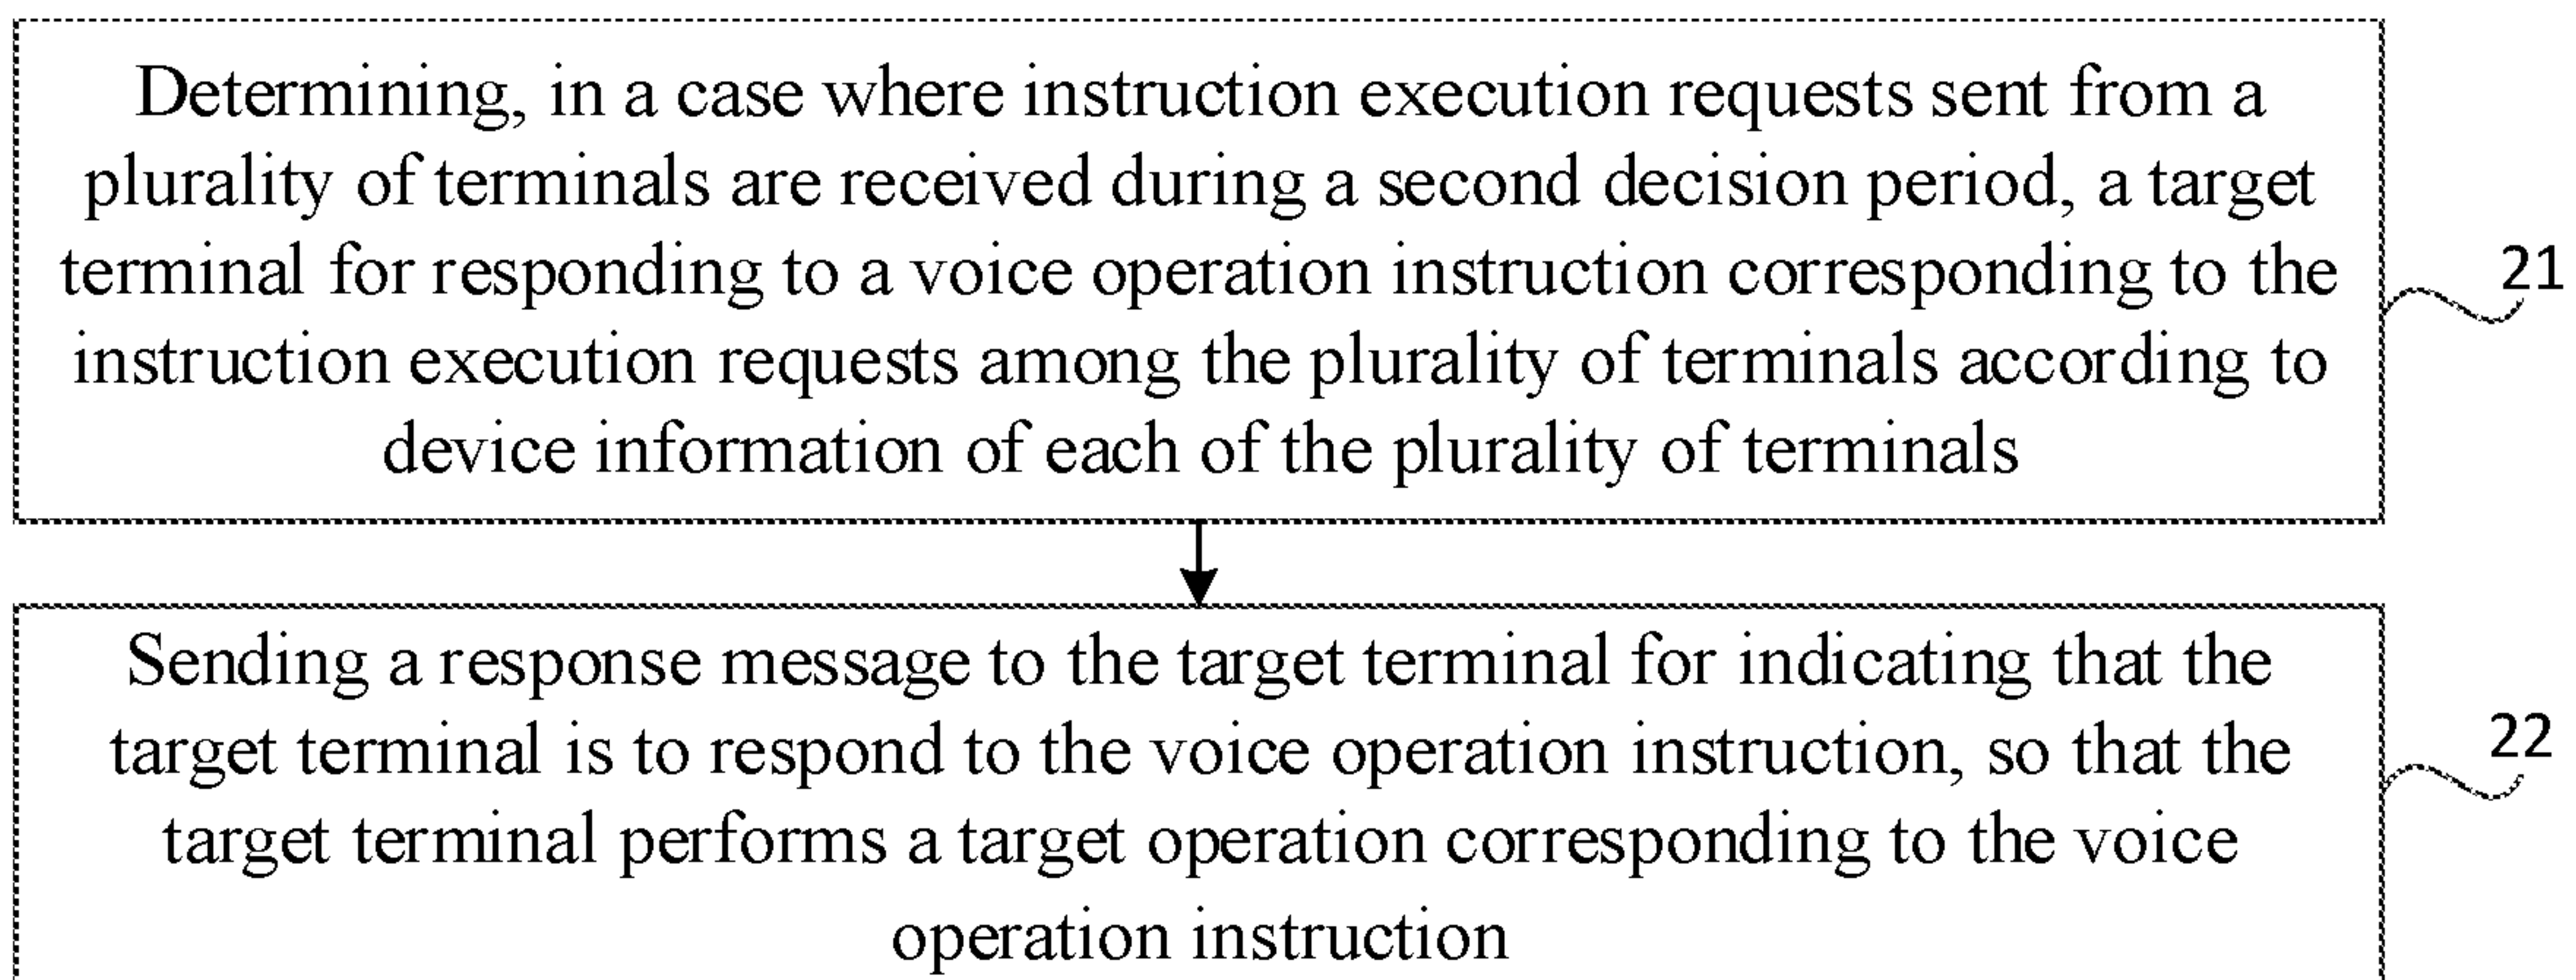 Determining, in a case where instruction execution requests sent from a
plurality of terminals are received during a second decision period, a target
terminal for responding to a voice operation instruction corresponding to the
instruction execution requests among the plurality of terminals according to
device information of each of the plurality of terminals
21
Sending a response message to the target terminal for indicating that the
target terminal is to respond to the voice operation instruction, so that the
target terminal performs a target operation corresponding to the voice
operation instruction
22